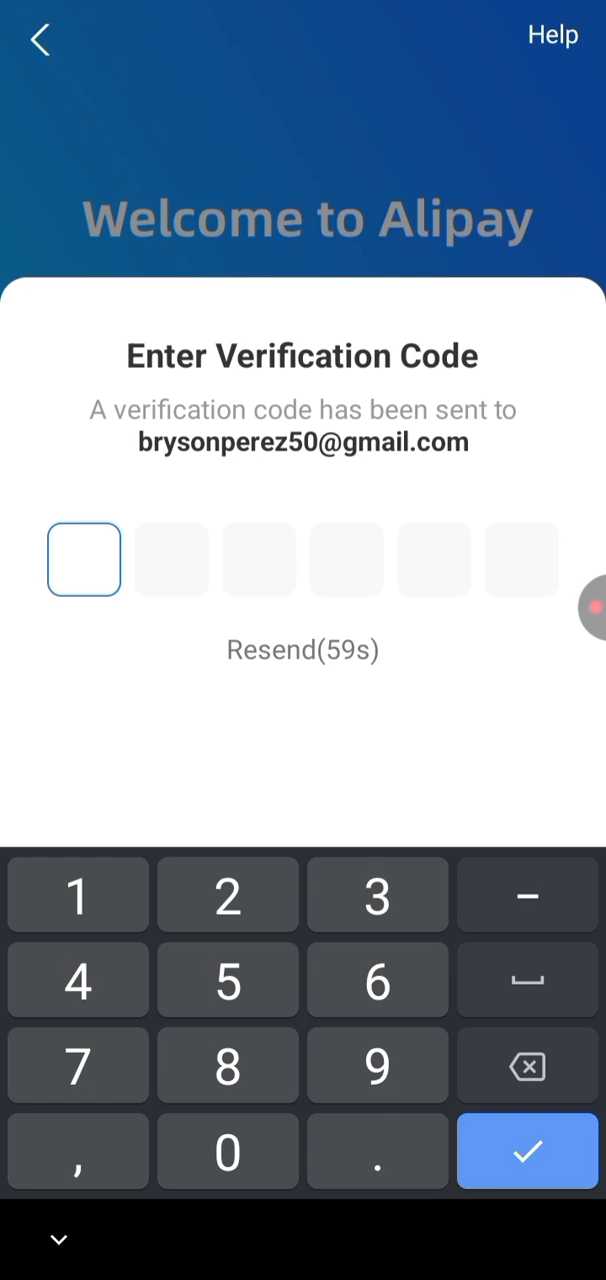 Help
Welcome to Alipay
Enter Verification Code
A verification code has been sent to
brysonperez50@gmail.com
Resend(59s)
1 2 3 –
4 5 6
7 8 9
, 0 .